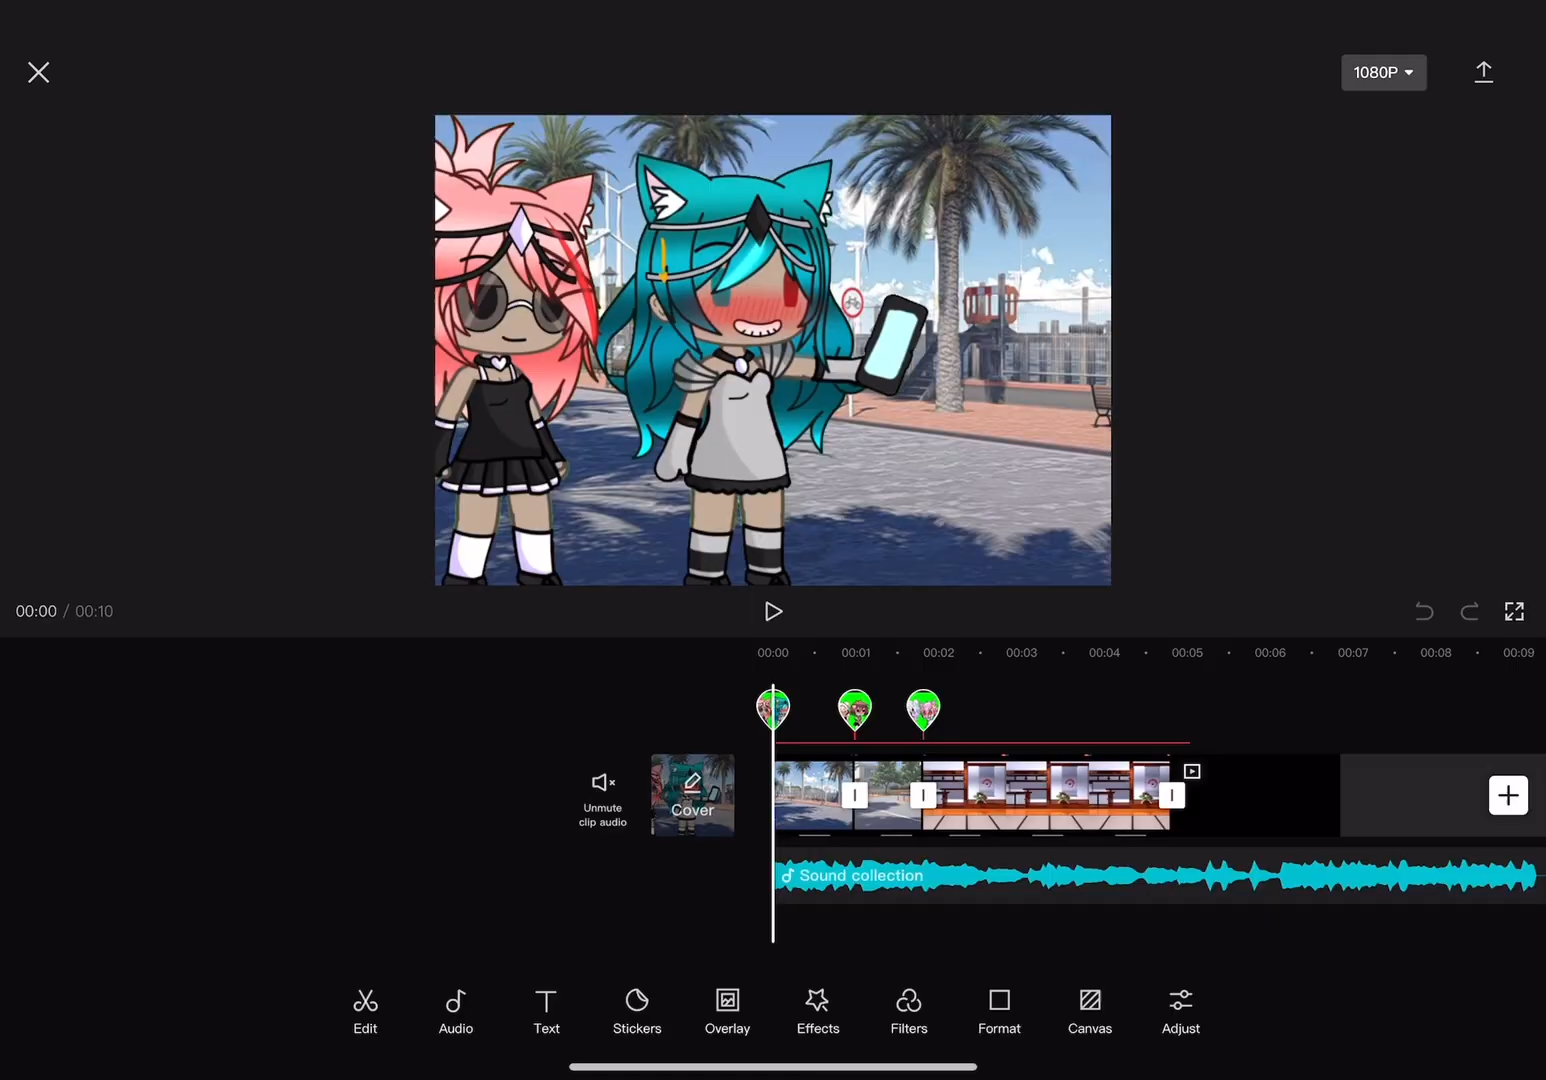 1080P
00:00 / 00:10
00:00 00:01 00:02 00:03 00:04 00:05 00:06 00:07 00:08 00:09
Unmute
clip audio
Cover
Sound collection
Edit Audio Text Stickers Overlay Effects Filters Format Canvas Adjust